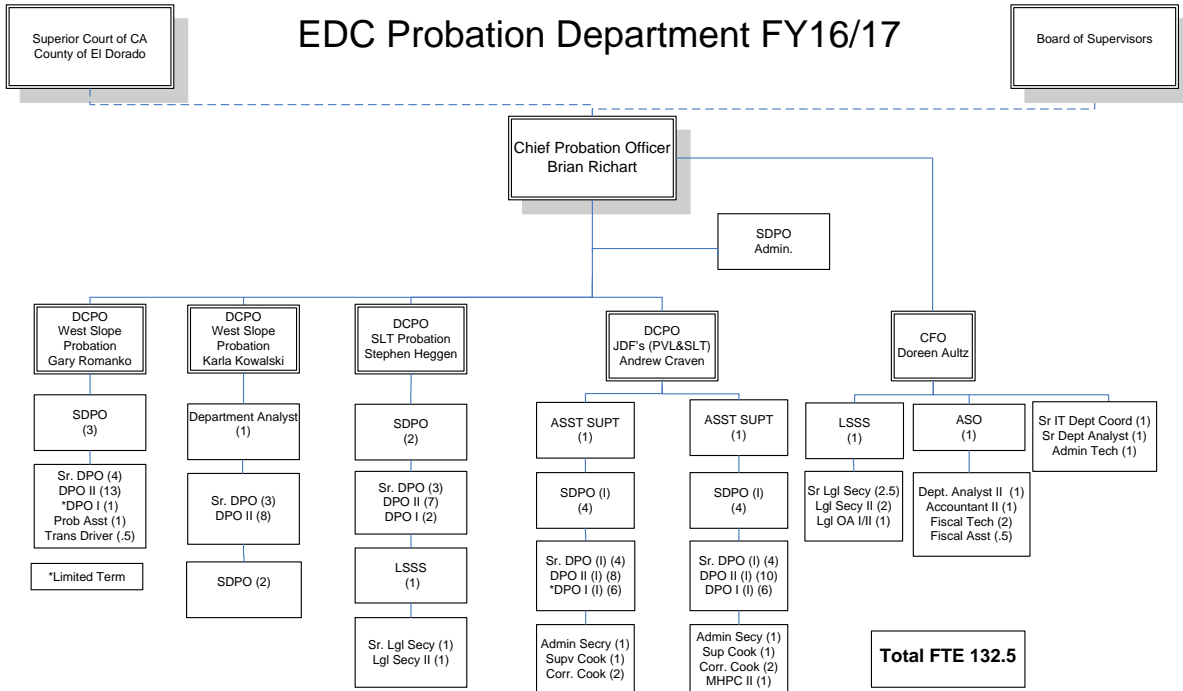 EDC Probation Department FY16/17
Superior Court of CA
County of El Dorado
Board of Supervisors
Chief Probation Officer
Brian Richart
SDPO
Admin.
DCPO
West Slope
Probation
Gary Romanko
SDPO
(3)
Sr. DPO (4)
DPO II (13)
*DPO I (1)
Prob Asst (1)
Trans Driver (.5)
*Limited Term
DCPO
West Slope
Probation
Karla Kowalski
Department Analyst
(1)
Sr. DPO (3)
DPO II (8)
SDPO (2)
DCPO
SLT Probation
Stephen Heggen
SDPO
(2)
Sr. DPO (3)
DPO II (7)
DPO I (2)
LSSS
(1)
Sr. Lgl Secy (1)
Lgl Secy II (1)
DCPO
JDF's (PVL&SLT)
Andrew Craven
ASST SUPT
(1)
SDPO (I)
(4)
Sr. DPO (I) (4)
DPO II (I) (8)
*DPO I (I) (6)
Admin Secry (1)
Supv Cook (1)
Corr. Cook (2)
ASST SUPT
(1)
SDPO (I)
(4)
Sr. DPO (I) (4)
DPO II (I) (10)
DPO I (I) (6)
Admin Secy (1)
Sup Cook (1)
Corr. Cook (2)
MHPC II (1)
CFO
Doreen Aultz
LSSS
(1)
Sr Lgl Secy (2.5)
Lgl Secy II (2)
Lgl OA I/II (1)
ASO
(1)
Dept. Analyst II (1)
Accountant II (1)
Fiscal Tech (2)
Fiscal Asst (.5)
Sr IT Dept Coord (1)
Sr Dept Analyst (1)
Admin Tech (1)
Total FTE 132.5